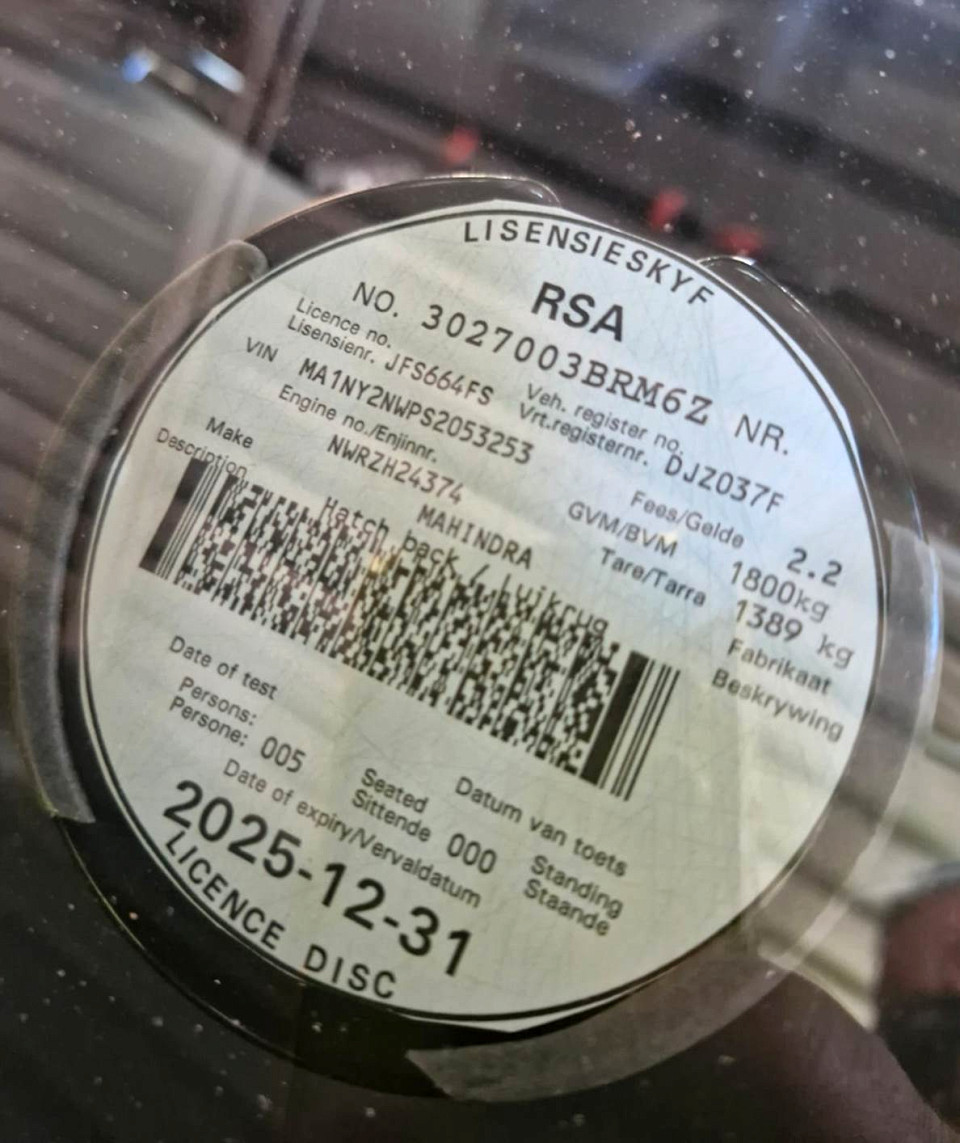 LISENSIESKYF
RSA
NO. 3027003BRM6Z NR.
Licence no. Veh. register no.
Lisensienr. JFS664FS Vrt.registernr. DJZ037F
VIN MA1NY2NWPS2053253 Fees/Gelde 2.2
Engine no./Enjinnr. GVM/BVM 1800kg
NWRZH24374 Tare/Tarra 1389 kg
Make MAHINDRA Fabrikaat
Description Hatch back / Luikrug Beskrywing
Date of test Datum van toets
Persons: Seated Standing
Persone: 005 Sittende 000 Staande
Date of expiry/Vervaldatum
2025-12-31
LICENCE DISC